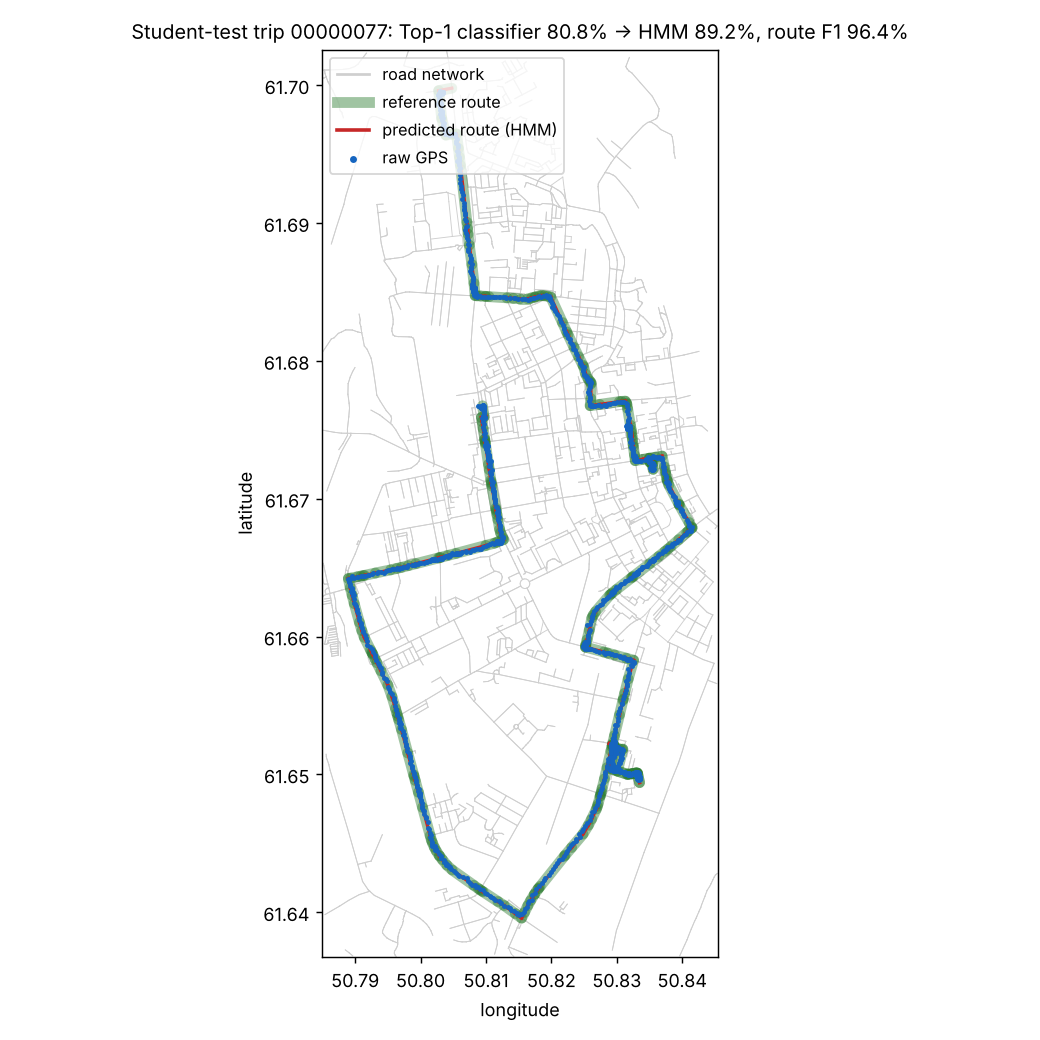 Student-test trip 00000077: Top-1 classifier 80.8% → HMM 89.2%, route F1 96.4%
road network
reference route
predicted route (HMM)
raw GPS
61.70
61.69
61.68
61.67
61.66
61.65
61.64
latitude
50.79 50.80 50.81 50.82 50.83 50.84
longitude